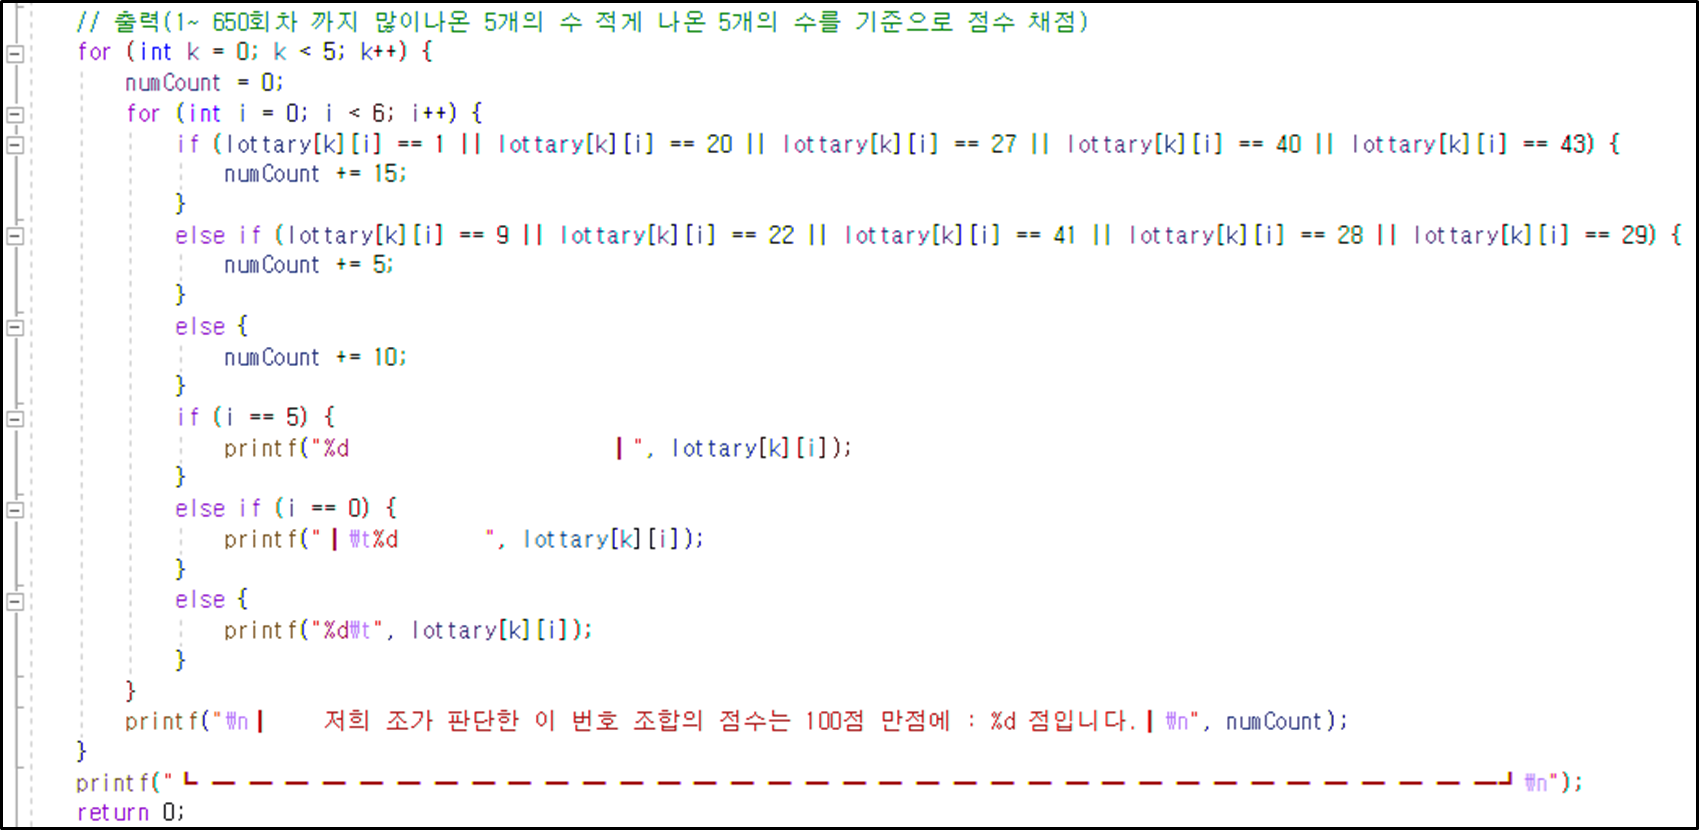 // 출력(1~ 650회차 까지 많이나온 5개의 수 적게 나온 5개의 수를 기준으로 점수 채점)
for (int k = 0; k < 5; k++) {
numCount = 0;
for (int i = 0; i < 6; i++) {
if (lottary[k][i] == 1 || lottary[k][i] == 20 || lottary[k][i] == 27 || lottary[k][i] == 40 || lottary[k][i] == 43) {
numCount += 15;
}
else if (lottary[k][i] == 9 || lottary[k][i] == 22 || lottary[k][i] == 41 || lottary[k][i] == 28 || lottary[k][i] == 29) {
numCount += 5;
}
else {
numCount += 10;
}
if (i == 5) {
printf("%d                      ┃", lottary[k][i]);
}
else if (i == 0) {
printf("┃₩t%d       ", lottary[k][i]);
}
else {
printf("%d₩t", lottary[k][i]);
}
}
printf("₩n┃     저희 조가 판단한 이 번호 조합의 점수는 100점 만점에 : %d 점입니다.┃₩n", numCount);
}
printf("┗ ━ ━ ━ ━ ━ ━ ━ ━ ━ ━ ━ ━ ━ ━ ━ ━ ━ ━ ━ ━ ━ ━ ━ ━ ━ ━ ━┛₩n");
return 0;